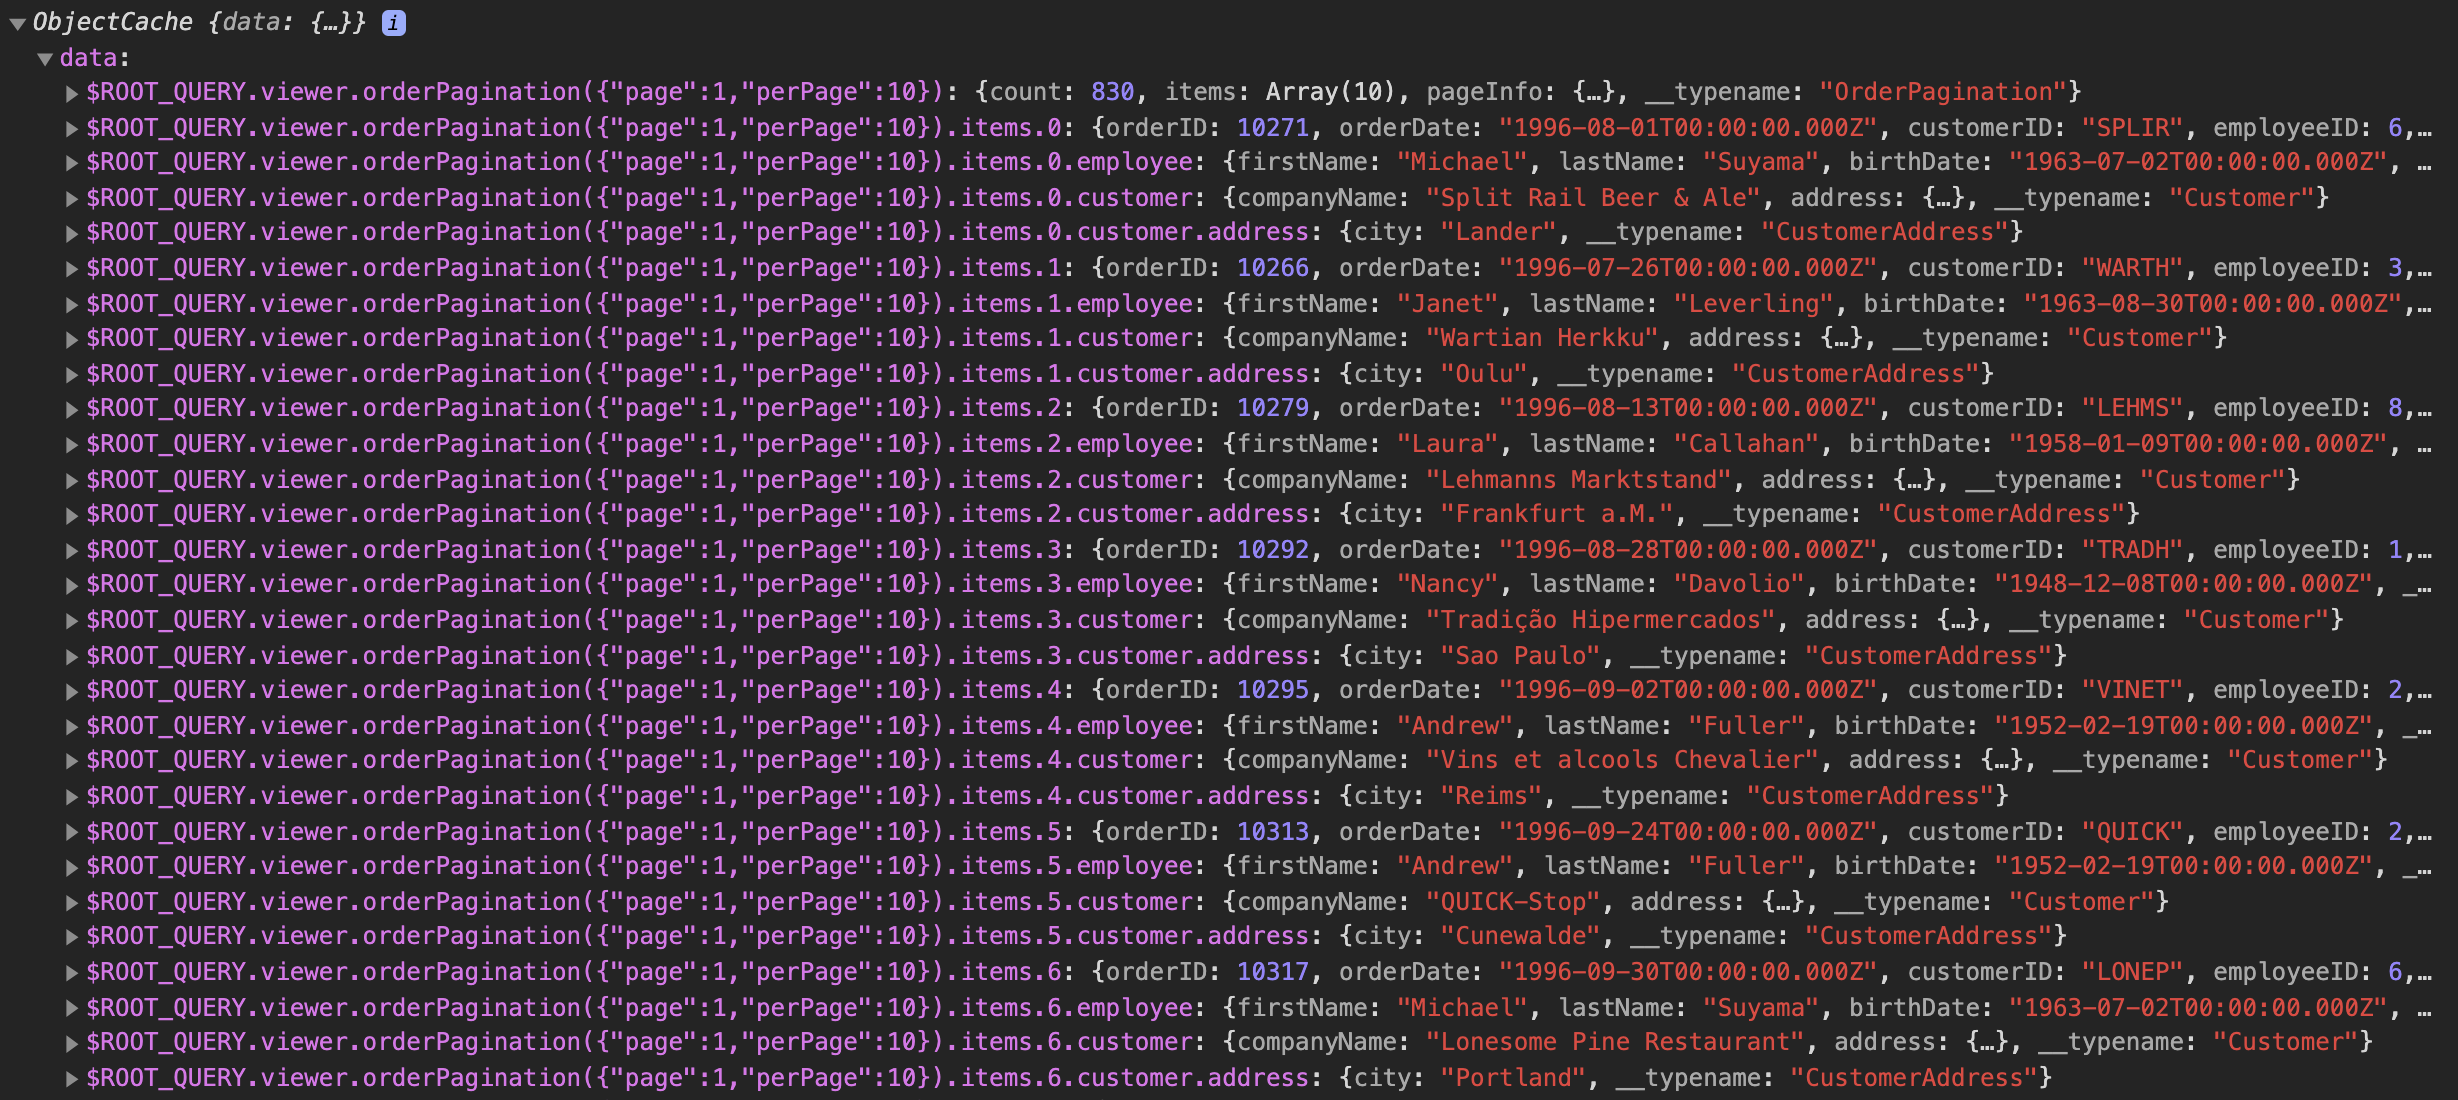 ObjectCache {data: {…}} i
data:
$ROOT_QUERY.viewer.orderPagination({"page":1,"perPage":10}): {count: 830, items: Array(10), pageInfo: {…}, __typename: "OrderPagination"}
$ROOT_QUERY.viewer.orderPagination({"page":1,"perPage":10}).items.0: {orderID: 10271, orderDate: "1996-08-01T00:00:00.000Z", customerID: "SPLIR", employeeID: 6,…
$ROOT_QUERY.viewer.orderPagination({"page":1,"perPage":10}).items.0.employee: {firstName: "Michael", lastName: "Suyama", birthDate: "1963-07-02T00:00:00.000Z", …
$ROOT_QUERY.viewer.orderPagination({"page":1,"perPage":10}).items.0.customer: {companyName: "Split Rail Beer & Ale", address: {…}, __typename: "Customer"}
$ROOT_QUERY.viewer.orderPagination({"page":1,"perPage":10}).items.0.customer.address: {city: "Lander", __typename: "CustomerAddress"}
$ROOT_QUERY.viewer.orderPagination({"page":1,"perPage":10}).items.1: {orderID: 10266, orderDate: "1996-07-26T00:00:00.000Z", customerID: "WARTH", employeeID: 3,…
$ROOT_QUERY.viewer.orderPagination({"page":1,"perPage":10}).items.1.employee: {firstName: "Janet", lastName: "Leverling", birthDate: "1963-08-30T00:00:00.000Z",…
$ROOT_QUERY.viewer.orderPagination({"page":1,"perPage":10}).items.1.customer: {companyName: "Wartian Herkku", address: {…}, __typename: "Customer"}
$ROOT_QUERY.viewer.orderPagination({"page":1,"perPage":10}).items.1.customer.address: {city: "Oulu", __typename: "CustomerAddress"}
$ROOT_QUERY.viewer.orderPagination({"page":1,"perPage":10}).items.2: {orderID: 10279, orderDate: "1996-08-13T00:00:00.000Z", customerID: "LEHMS", employeeID: 8,…
$ROOT_QUERY.viewer.orderPagination({"page":1,"perPage":10}).items.2.employee: {firstName: "Laura", lastName: "Callahan", birthDate: "1958-01-09T00:00:00.000Z", …
$ROOT_QUERY.viewer.orderPagination({"page":1,"perPage":10}).items.2.customer: {companyName: "Lehmanns Marktstand", address: {…}, __typename: "Customer"}
$ROOT_QUERY.viewer.orderPagination({"page":1,"perPage":10}).items.2.customer.address: {city: "Frankfurt a.M.", __typename: "CustomerAddress"}
$ROOT_QUERY.viewer.orderPagination({"page":1,"perPage":10}).items.3: {orderID: 10292, orderDate: "1996-08-28T00:00:00.000Z", customerID: "TRADH", employeeID: 1,…
$ROOT_QUERY.viewer.orderPagination({"page":1,"perPage":10}).items.3.employee: {firstName: "Nancy", lastName: "Davolio", birthDate: "1948-12-08T00:00:00.000Z", _…
$ROOT_QUERY.viewer.orderPagination({"page":1,"perPage":10}).items.3.customer: {companyName: "Tradição Hipermercados", address: {…}, __typename: "Customer"}
$ROOT_QUERY.viewer.orderPagination({"page":1,"perPage":10}).items.3.customer.address: {city: "Sao Paulo", __typename: "CustomerAddress"}
$ROOT_QUERY.viewer.orderPagination({"page":1,"perPage":10}).items.4: {orderID: 10295, orderDate: "1996-09-02T00:00:00.000Z", customerID: "VINET", employeeID: 2,…
$ROOT_QUERY.viewer.orderPagination({"page":1,"perPage":10}).items.4.employee: {firstName: "Andrew", lastName: "Fuller", birthDate: "1952-02-19T00:00:00.000Z", _…
$ROOT_QUERY.viewer.orderPagination({"page":1,"perPage":10}).items.4.customer: {companyName: "Vins et alcools Chevalier", address: {…}, __typename: "Customer"}
$ROOT_QUERY.viewer.orderPagination({"page":1,"perPage":10}).items.4.customer.address: {city: "Reims", __typename: "CustomerAddress"}
$ROOT_QUERY.viewer.orderPagination({"page":1,"perPage":10}).items.5: {orderID: 10313, orderDate: "1996-09-24T00:00:00.000Z", customerID: "QUICK", employeeID: 2,…
$ROOT_QUERY.viewer.orderPagination({"page":1,"perPage":10}).items.5.employee: {firstName: "Andrew", lastName: "Fuller", birthDate: "1952-02-19T00:00:00.000Z", _…
$ROOT_QUERY.viewer.orderPagination({"page":1,"perPage":10}).items.5.customer: {companyName: "QUICK-Stop", address: {…}, __typename: "Customer"}
$ROOT_QUERY.viewer.orderPagination({"page":1,"perPage":10}).items.5.customer.address: {city: "Cunewalde", __typename: "CustomerAddress"}
$ROOT_QUERY.viewer.orderPagination({"page":1,"perPage":10}).items.6: {orderID: 10317, orderDate: "1996-09-30T00:00:00.000Z", customerID: "LONEP", employeeID: 6,…
$ROOT_QUERY.viewer.orderPagination({"page":1,"perPage":10}).items.6.employee: {firstName: "Michael", lastName: "Suyama", birthDate: "1963-07-02T00:00:00.000Z", …
$ROOT_QUERY.viewer.orderPagination({"page":1,"perPage":10}).items.6.customer: {companyName: "Lonesome Pine Restaurant", address: {…}, __typename: "Customer"}
$ROOT_QUERY.viewer.orderPagination({"page":1,"perPage":10}).items.6.customer.address: {city: "Portland", __typename: "CustomerAddress"}